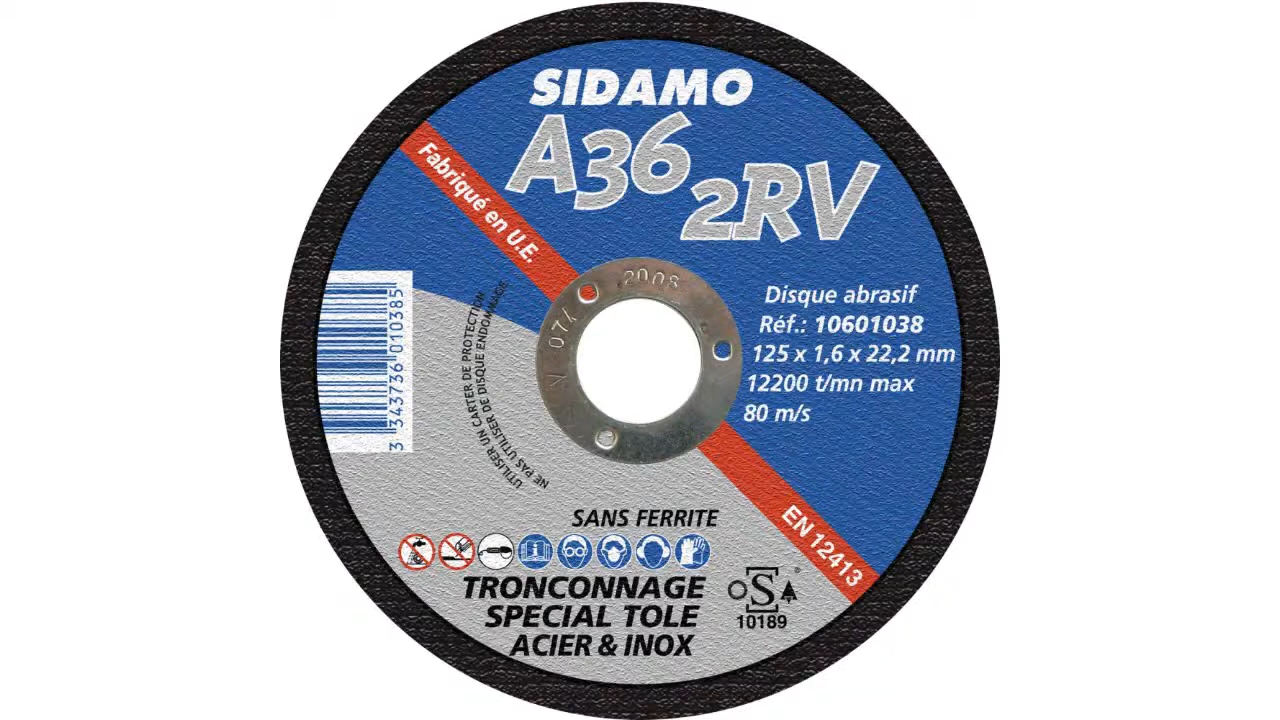 SIDAMO
A36
2RV
Fabriqué en U.E.
.2008
V 07/
Disque abrasif
Réf.: 10601038
125 x 1,6 x 22,2 mm
12200 t/mn max
80 m/s
3 343736 010385
UTILISER UN CARTER DE PROTECTION
NE PAS UTILISER DE DISQUE ENDOMMAGE
EN 12413
SANS FERRITE
TRONCONNAGE
SPECIAL TOLE
ACIER & INOX
OSA
10189